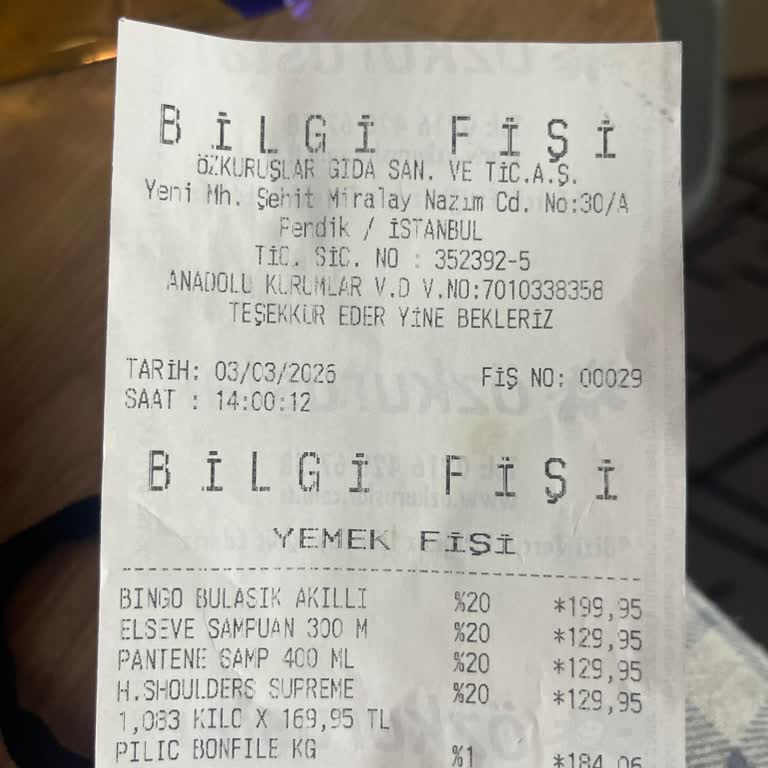 BİLGİ FİŞİ
ÖZKURUŞLAR GIDA SAN. VE TİC.A.Ş.
Yeni Mh. Şehit Miralay Nazım Cd. No:30/A
Pendik / İSTANBUL
TİC. SİC. NO : 352392-5
ANADOLU KURUMLAR V.D V.NO:7010338358
TEŞEKKÜR EDER YİNE BEKLERİZ
TARİH: 03/03/2026 FİŞ NO: 00029
SAAT : 14:00:12
BİLGİ FİŞİ
YEMEK FİŞİ
BINGO BULASIK AKILLI %20 *199,95
ELSEVE SAMPUAN 300 M %20 *129,95
PANTENE SAMP 400 ML %20 *129,95
H.SHOULDERS SUPREME %20 *129,95
1,083 KILO X 169,95 TL
PILIC BONFILE KG %1 *184,06